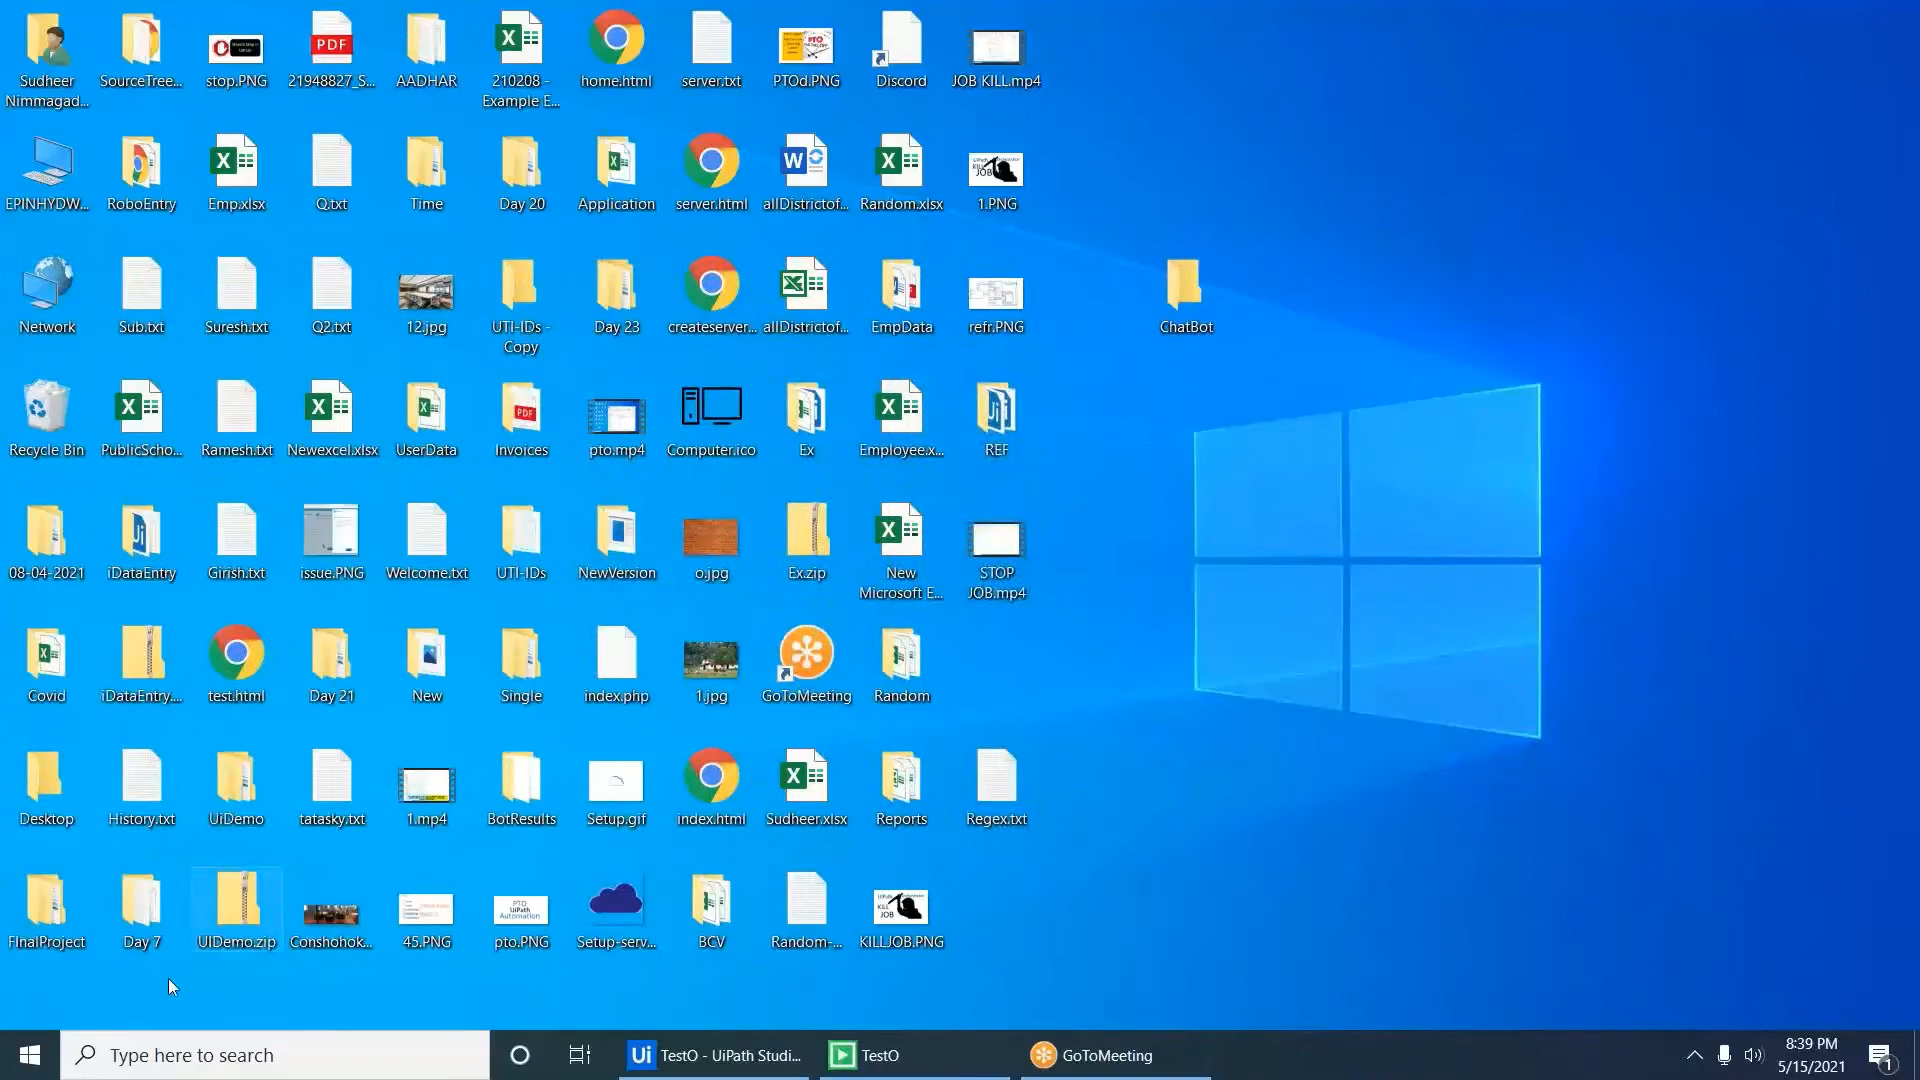 Sudheer
Nimmagad...
SourceTree...
stop.PNG
21948827_S...
AADHAR
210208 -
Example E...
home.html
server.txt
PTOd.PNG
Discord
JOB KILL.mp4
EPINHYDW...
RoboEntry
Emp.xlsx
Q.txt
Time
Day 20
Application
server.html
allDistrictof...
Random.xlsx
1.PNG
Network
Sub.txt
Suresh.txt
Q2.txt
12.jpg
UTI-IDs -
Copy
Day 23
createserver...
allDistrictof...
EmpData
refr.PNG
ChatBot
Recycle Bin
PublicScho...
Ramesh.txt
Newexcel.xlsx
UserData
Invoices
pto.mp4
Computer.ico
Ex
Employee.x...
REF
08-04-2021
iDataEntry
Girish.txt
issue.PNG
Welcome.txt
UTI-IDs
NewVersion
o.jpg
Ex.zip
New
Microsoft E...
STOP
JOB.mp4
Covid
iDataEntry....
test.html
Day 21
New
Single
index.php
1.jpg
GoToMeeting
Random
Desktop
History.txt
UiDemo
tatasky.txt
1.mp4
BotResults
Setup.gif
index.html
Sudheer.xlsx
Reports
Regex.txt
FInalProject
Day 7
UIDemo.zip
Conshohok...
45.PNG
pto.PNG
Setup-serv...
BCV
Random-...
KILLJOB.PNG
Type here to search
Ui TestO - UiPath Studi...
TestO
GoToMeeting
8:39 PM
5/15/2021
1